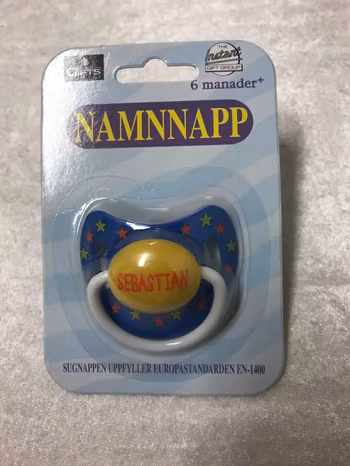 GIFTS
THE
Instant
GIFT GROUP
6 manader+
NAMNNAPP
SEBASTIAN
SUGNAPPEN UPPFYLLER EUROPASTANDARDEN EN-1400